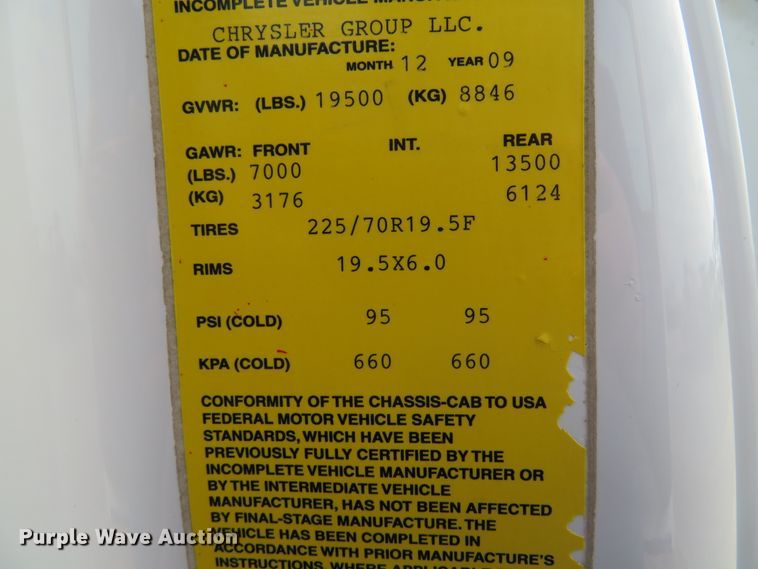 INCOMPLETE VEHICLE
CHRYSLER GROUP LLC.
DATE OF MANUFACTURE:
MONTH 12 YEAR 09
GVWR: (LBS.) 19500 (KG) 8846
GAWR: FRONT INT. REAR
(LBS.) 7000 13500
(KG) 3176 6124
TIRES 225/70R19.5F
RIMS 19.5X6.0
PSI (COLD) 95 95
KPA (COLD) 660 660
CONFORMITY OF THE CHASSIS-CAB TO USA
FEDERAL MOTOR VEHICLE SAFETY
STANDARDS, WHICH HAVE BEEN
PREVIOUSLY FULLY CERTIFIED BY THE
INCOMPLETE VEHICLE MANUFACTURER OR
BY THE INTERMEDIATE VEHICLE
MANUFACTURER, HAS NOT BEEN AFFECTED
BY FINAL-STAGE MANUFACTURE. THE
VEHICLE HAS BEEN COMPLETED IN
ACCORDANCE WITH PRIOR MANUFACTURE'S
INSTRUCTIONS, WHERE
Purple Wave Auction